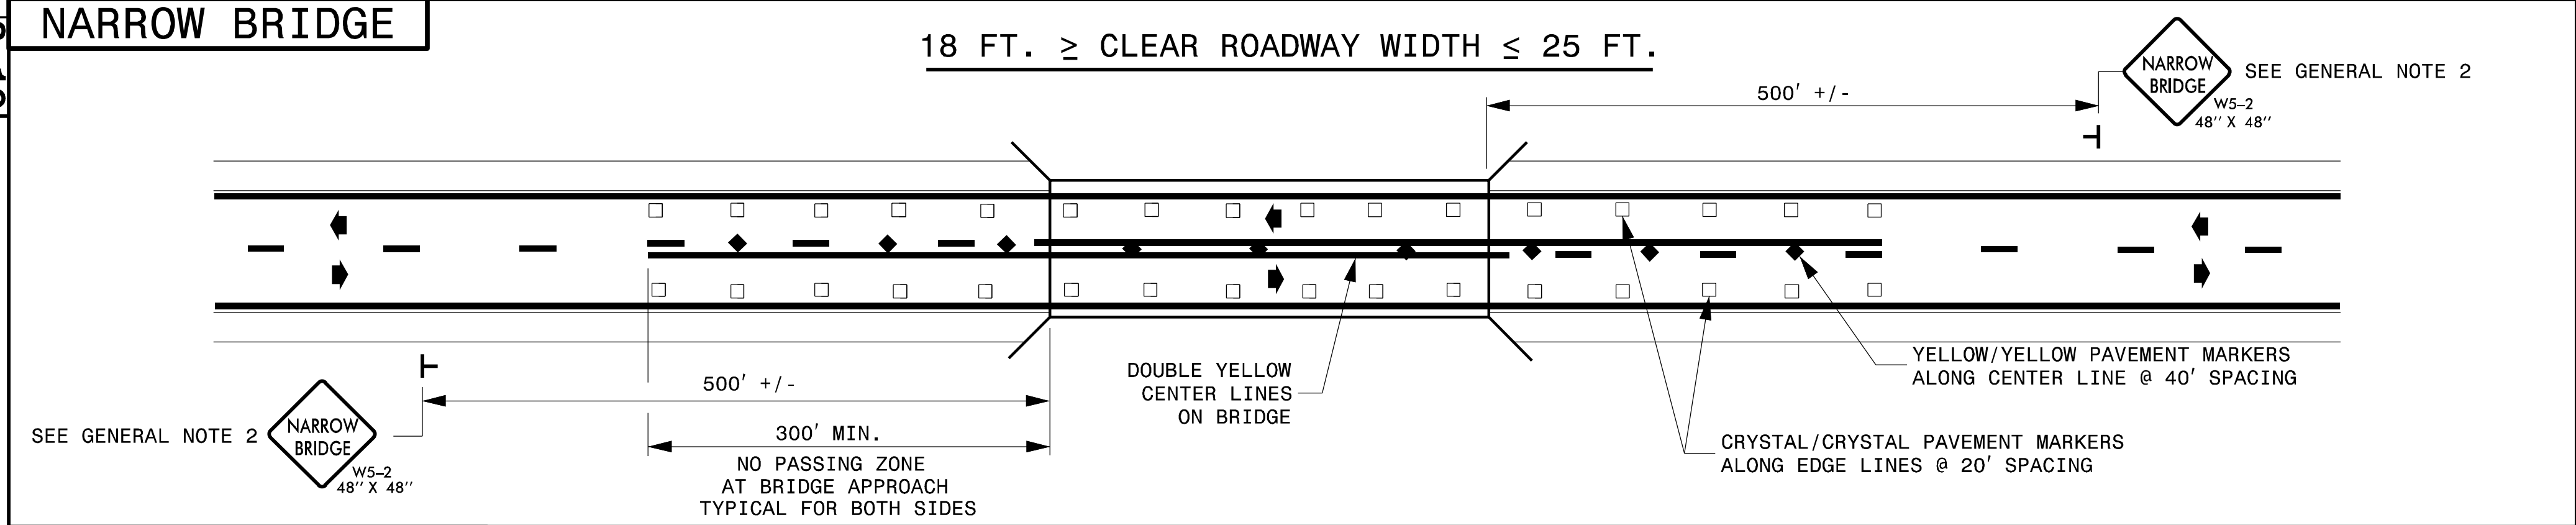 NARROW BRIDGE
18 FT. ≥ CLEAR ROADWAY WIDTH ≤ 25 FT.
NARROW
BRIDGE
W5-2
48" X 48"
SEE GENERAL NOTE 2
500' +/-
500' +/-
300' MIN.
NO PASSING ZONE
AT BRIDGE APPROACH
TYPICAL FOR BOTH SIDES
SEE GENERAL NOTE 2
NARROW
BRIDGE
W5-2
48" X 48"
DOUBLE YELLOW
CENTER LINES
ON BRIDGE
YELLOW/YELLOW PAVEMENT MARKERS
ALONG CENTER LINE @ 40' SPACING
CRYSTAL/CRYSTAL PAVEMENT MARKERS
ALONG EDGE LINES @ 20' SPACING